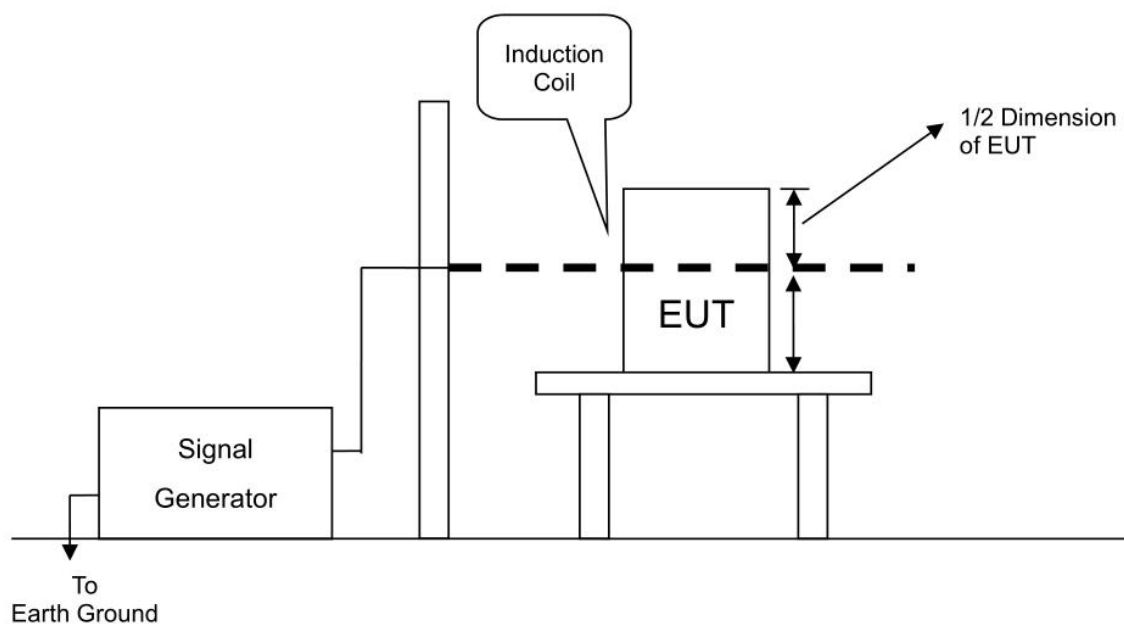 Induction
Coil
1/2 Dimension
of EUT
EUT
Signal
Generator
To
Earth Ground